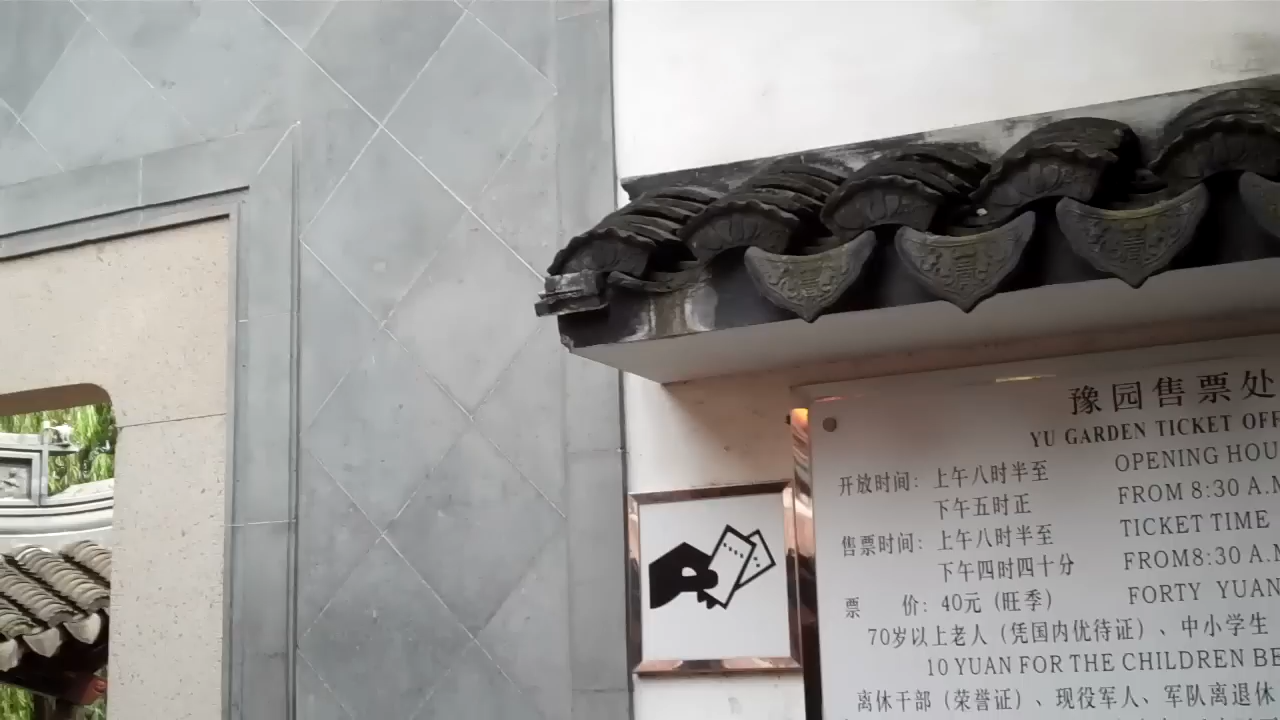 豫园售票处
YU GARDEN TICKET
开放时间：上午八时半至
OPENING
下午五时正
FROM 8:30 A.
售票时间：上午八时半至
TICKET TIME
下午四时四十分
FROM8:30 A.
票 价：40元（旺季）
FORTY YUAN
70岁以上老人（凭国内优待证）、中小学生
10 YUAN FOR THE CHILDREN
离休干部（荣誉证）、现役军人、军队离退休